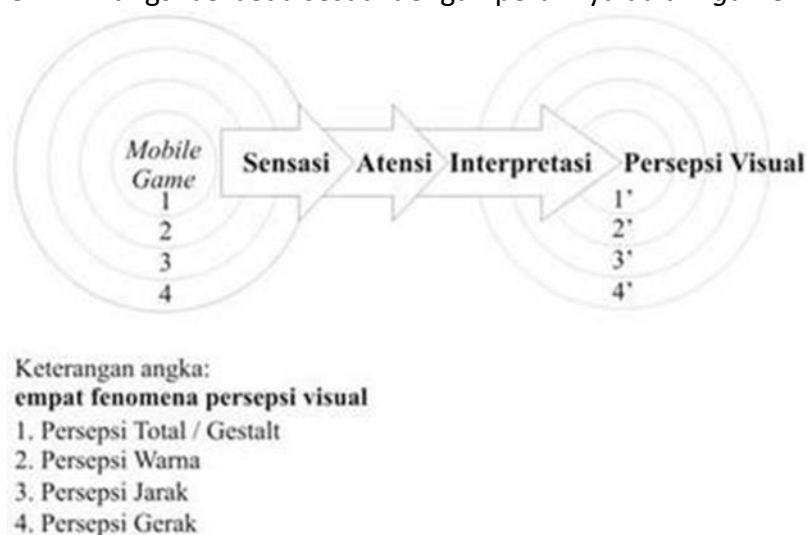 Mobile
Game
1
2
3
4
Sensasi
Atensi
Interpretasi
Persepsi Visual
1'
2'
3'
4'
Keterangan angka:
empat fenomena persepsi visual
1. Persepsi Total / Gestalt
2. Persepsi Warna
3. Persepsi Jarak
4. Persepsi Gerak